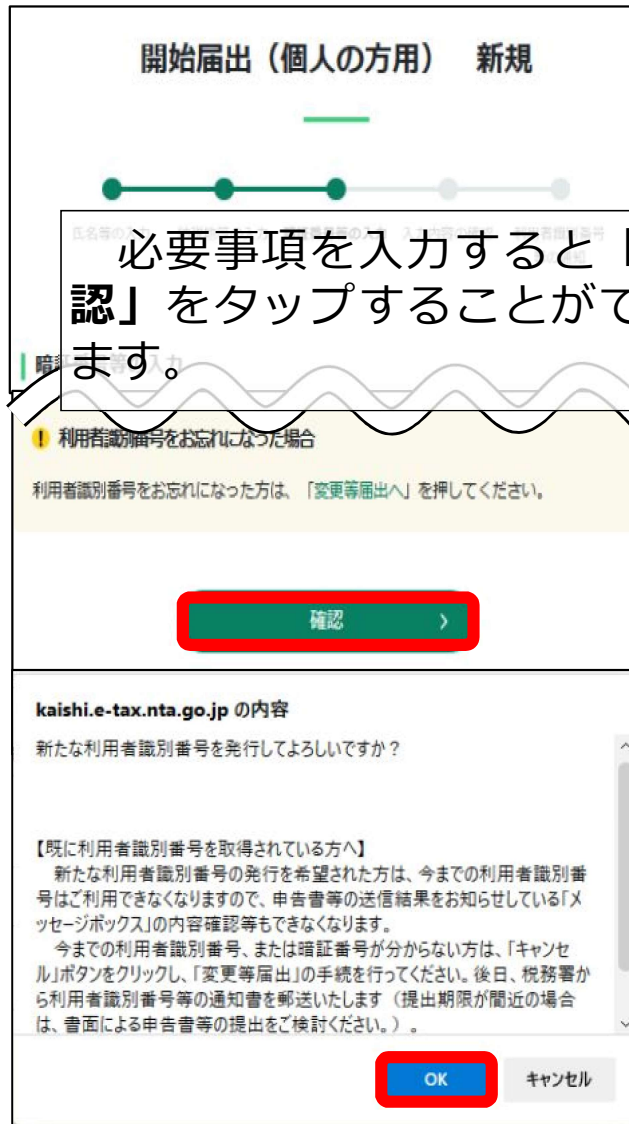 開始届出（個人の方用）　新規
氏名等の入力
入力内容の確認
必要事項を入力すると「
認」をタップすることがで
ます。
利用者識別番号をお忘れになった場合
利用者識別番号をお忘れになった方は、「変更等届出へ」を押してください。
確認
kaishi.e-tax.nta.go.jp の内容
新たな利用者識別番号を発行してよろしいですか？
【既に利用者識別番号を取得されている方へ】
新たな利用者識別番号の発行を希望された方は、今までの利用者識別番
号はご利用できなくなりますので、申告書等の送信結果をお知らせしている「メ
ッセージボックス」の内容確認等もできなくなります。
今までの利用者識別番号、または暗証番号が分からない方は、「キャンセ
ル」ボタンをクリックし、「変更等届出」の手続を行ってください。後日、税務署か
ら利用者識別番号等の通知書を郵送いたします（提出期限が間近の場合
は、書面による申告書等の提出をご検討ください。）。
OK
キャンセル